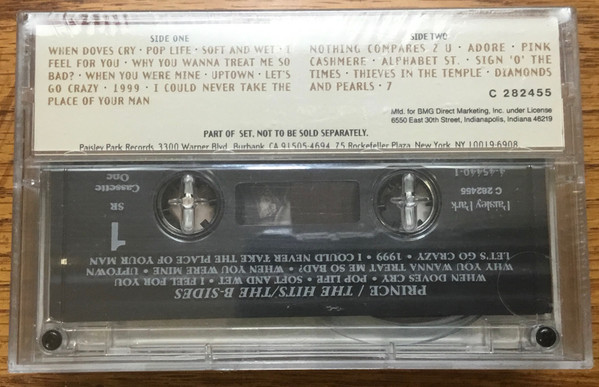 SIDE ONE
WHEN DOVES CRY • POP LIFE • SOFT AND WET • I
FEEL FOR YOU • WHY YOU WANNA TREAT ME SO
BAD? • WHEN YOU WERE MINE • UPTOWN • LET'S
GO CRAZY • 1999 • I COULD NEVER TAKE THE
PLACE OF YOUR MAN
SIDE TWO
NOTHING COMPARES 2 U • ADORE • PINK
CASHMERE • ALPHABET ST. • SIGN 'O' THE
TIMES • THIEVES IN THE TEMPLE • DIAMONDS
AND PEARLS • 7
C 282455
Mfd. for BMG Direct Marketing, Inc. under License
6550 East 30th Street, Indianapolis, Indiana 46219
PART OF SET. NOT TO BE SOLD SEPARATELY.
Paisley Park Records, 3300 Warner Blvd., Burbank, CA 91505-4694, 75 Rockefeller Plaza, New York, NY 10019-6908
PRINCE / THE HITS/THE B-SIDES
WHEN DOVES CRY • POP LIFE • SOFT AND WET • I FEEL FOR YOU
WHY YOU WANNA TREAT ME SO BAD? • WHEN YOU WERE MINE • UPTOWN
LET'S GO CRAZY • 1999 • I COULD NEVER TAKE THE PLACE OF YOUR MAN
1
SR
Cassette
One
Paisley Park
C 282455
4-45440-1